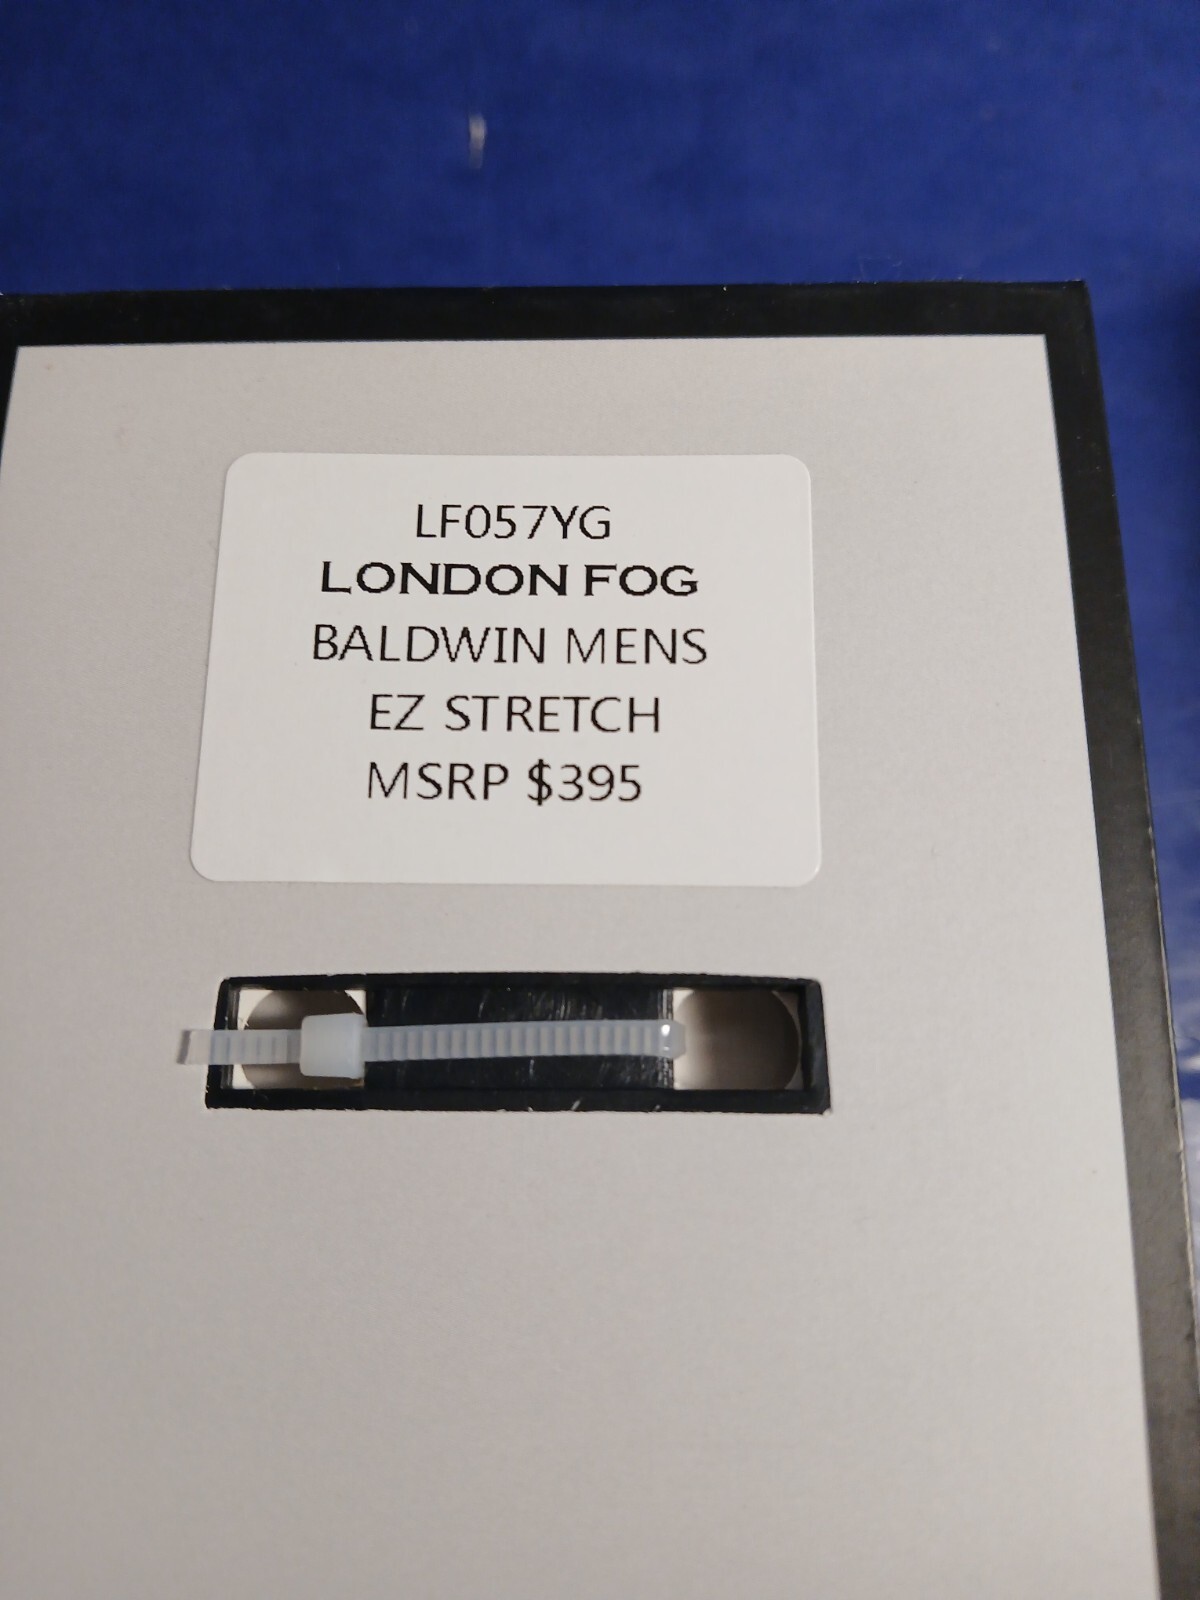 LF057YG
LONDON FOG
BALDWIN MENS
EZ STRETCH
MSRP $395